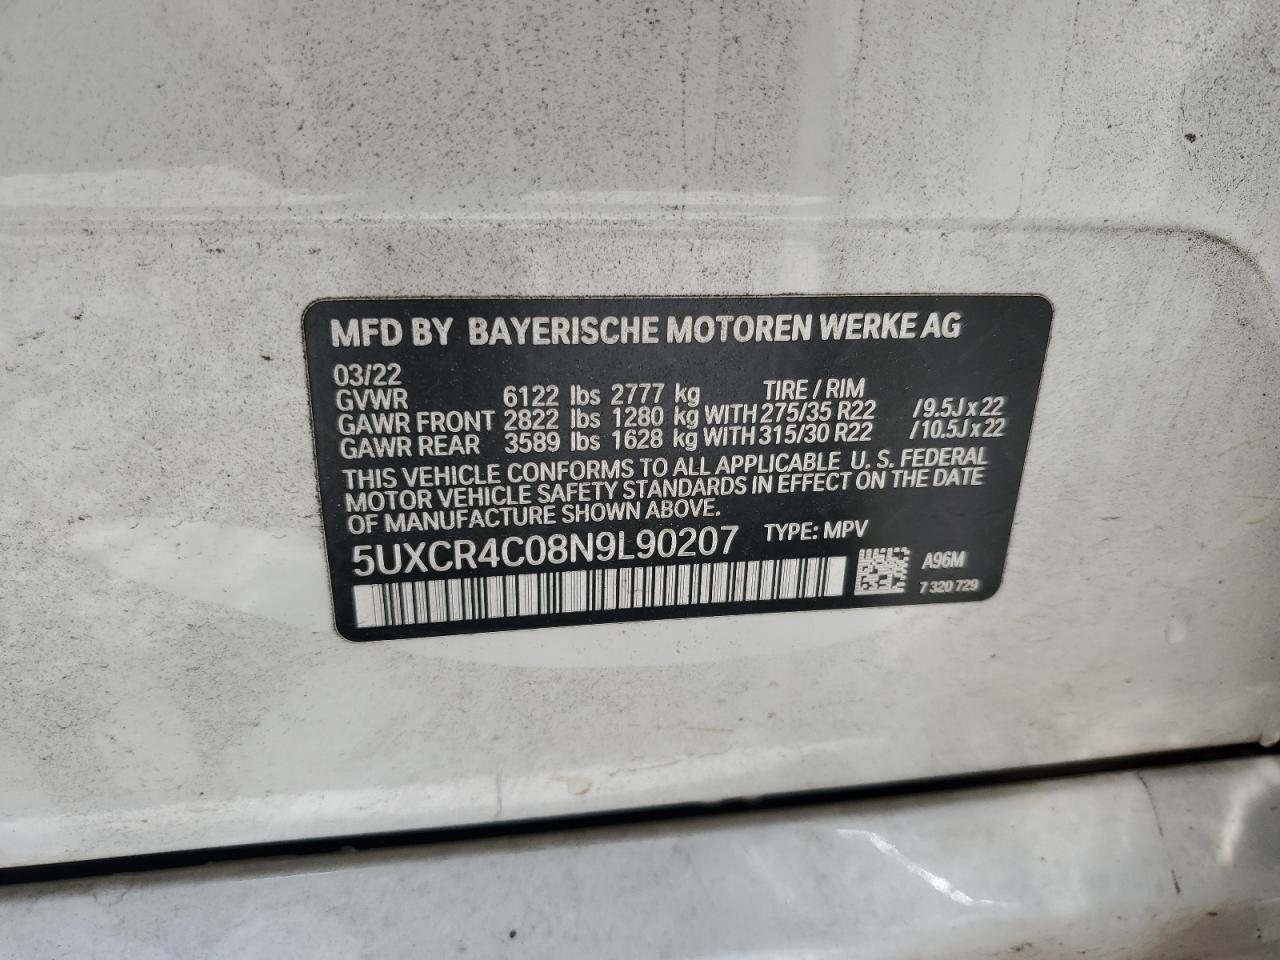 MFD BY BAYERISCHE MOTOREN WERKE AG
03/22
GVWR 6122 lbs 2777 kg TIRE / RIM
GAWR FRONT 2822 lbs 1280 kg WITH 275/35 R22 /9.5J x 22
GAWR REAR 3589 lbs 1628 kg WITH 315/30 R22 /10.5J x 22
THIS VEHICLE CONFORMS TO ALL APPLICABLE U. S. FEDERAL
MOTOR VEHICLE SAFETY STANDARDS IN EFFECT ON THE DATE
OF MANUFACTURE SHOWN ABOVE.
5UXCR4C08N9L90207 TYPE: MPV
A96M
7 320 729